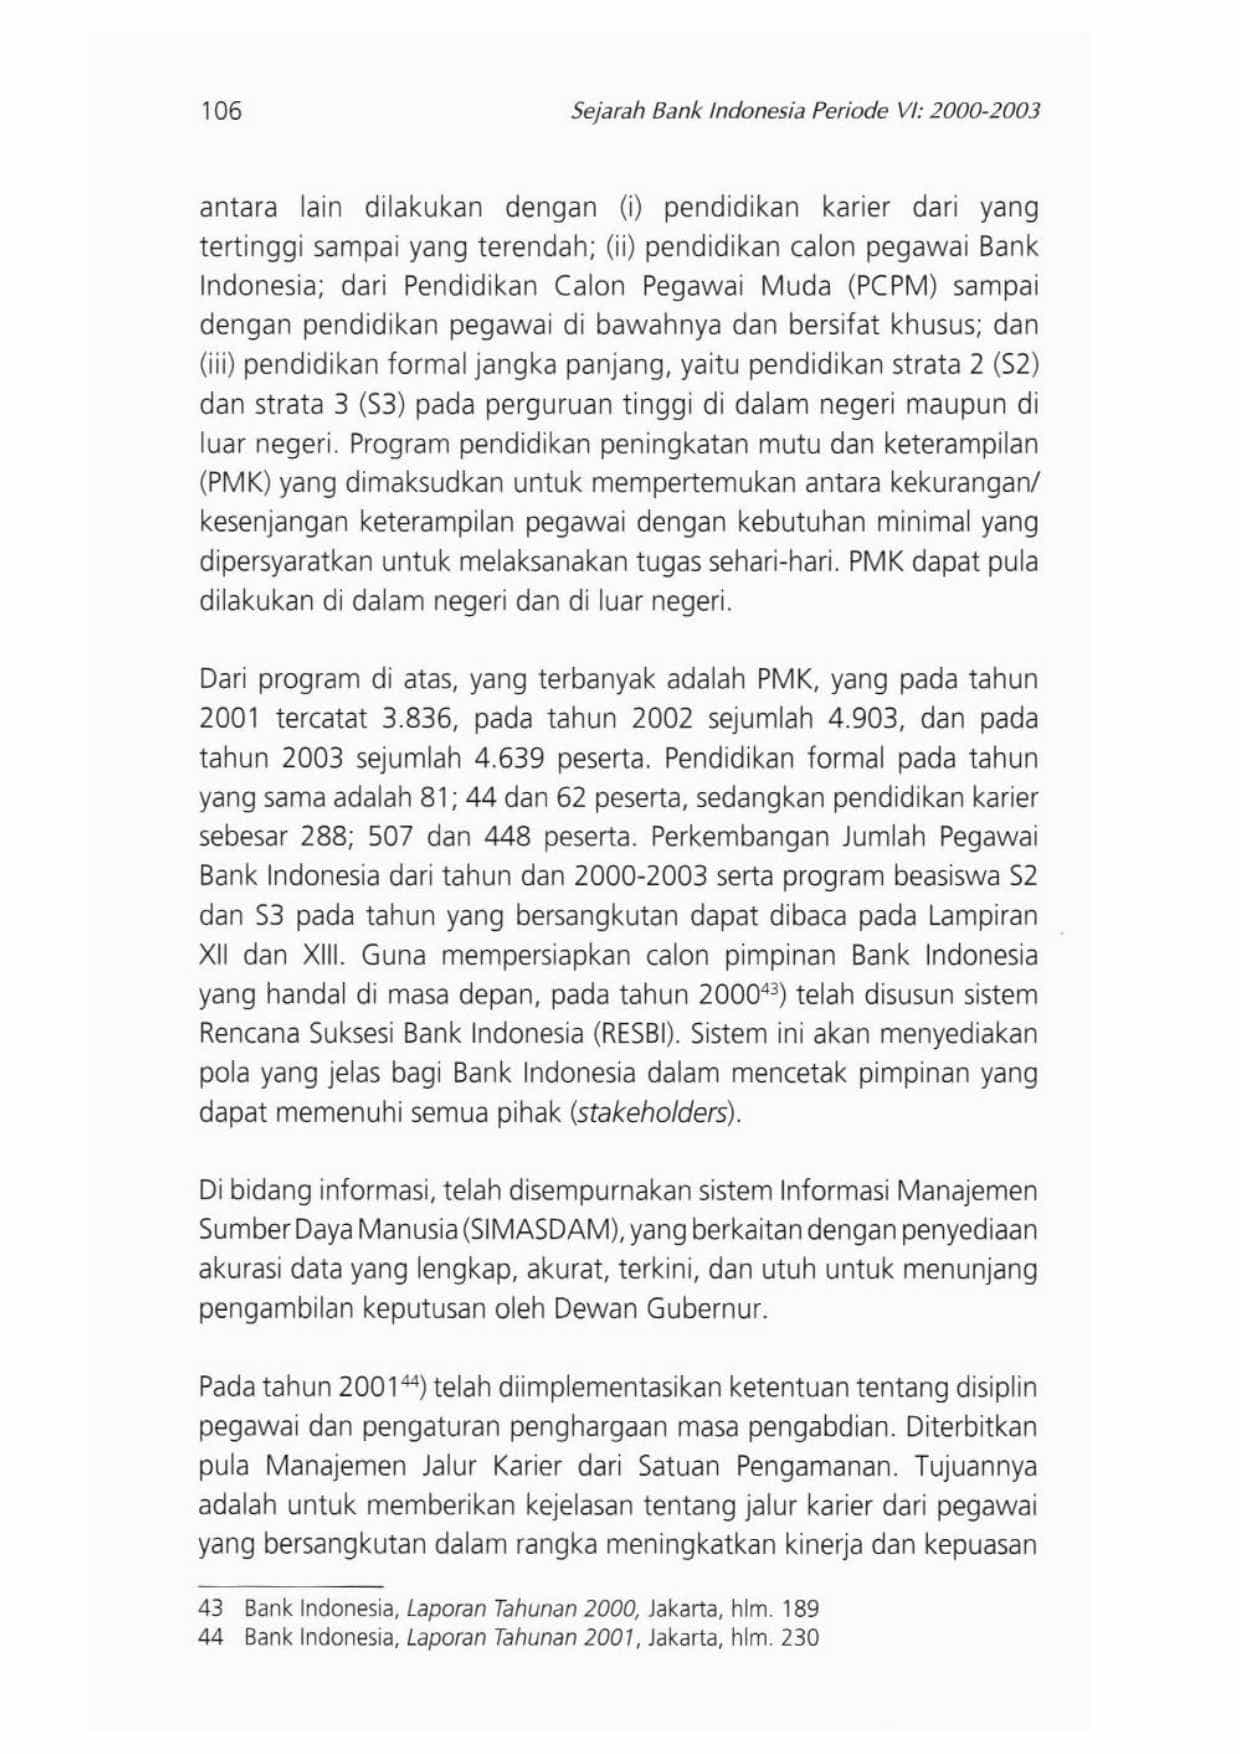 106
Sejarah Bank Indonesia Periode VI: 2000-2003
antara lain dilakukan dengan (i) pendidikan karier dari yang
tertinggi sampai yang terendah; (ii) pendidikan calon pegawai Bank
Indonesia; dari Pendidikan Calon Pegawai Muda (PCPM) sampai
dengan pendidikan pegawai di bawahnya dan bersifat khusus; dan
(iii) pendidikan formal jangka panjang, yaitu pendidikan strata 2 (S2)
dan strata 3 (S3) pada perguruan tinggi di dalam negeri maupun di
luar negeri. Program pendidikan peningkatan mutu dan keterampilan
(PMK) yang dimaksudkan untuk mempertemukan antara kekurangan/
kesenjangan keterampilan pegawai dengan kebutuhan minimal yang
dipersyaratkan untuk melaksanakan tugas sehari-hari. PMK dapat pula
dilakukan di dalam negeri dan di luar negeri.
Dari program di atas, yang terbanyak adalah PMK, yang pada tahun
2001 tercatat 3.836, pada tahun 2002 sejumlah 4.903, dan pada
tahun 2003 sejumlah 4.639 peserta. Pendidikan formal pada tahun
yang sama adalah 81; 44 dan 62 peserta, sedangkan pendidikan karier
sebesar 288; 507 dan 448 peserta. Perkembangan Jumlah Pegawai
Bank Indonesia dari tahun dan 2000-2003 serta program beasiswa S2
dan S3 pada tahun yang bersangkutan dapat dibaca pada Lampiran
XII dan XIII. Guna mempersiapkan calon pimpinan Bank Indonesia
yang handal di masa depan, pada tahun 2000⁴³) telah disusun sistem
Rencana Suksesi Bank Indonesia (RESBI). Sistem ini akan menyediakan
pola yang jelas bagi Bank Indonesia dalam mencetak pimpinan yang
dapat memenuhi semua pihak (stakeholders).
Di bidang informasi, telah disempurnakan sistem Informasi Manajemen
Sumber Daya Manusia (SIMASDAM), yang berkaitan dengan penyediaan
akurasi data yang lengkap, akurat, terkini, dan utuh untuk menunjang
pengambilan keputusan oleh Dewan Gubernur.
Pada tahun 2001⁴⁴) telah diimplementasikan ketentuan tentang disiplin
pegawai dan pengaturan penghargaan masa pengabdian. Diterbitkan
pula Manajemen Jalur Karier dari Satuan Pengamanan. Tujuannya
adalah untuk memberikan kejelasan tentang jalur karier dari pegawai
yang bersangkutan dalam rangka meningkatkan kinerja dan kepuasan
43 Bank Indonesia, Laporan Tahunan 2000, Jakarta, hlm. 189
44 Bank Indonesia, Laporan Tahunan 2001, Jakarta, hlm. 230